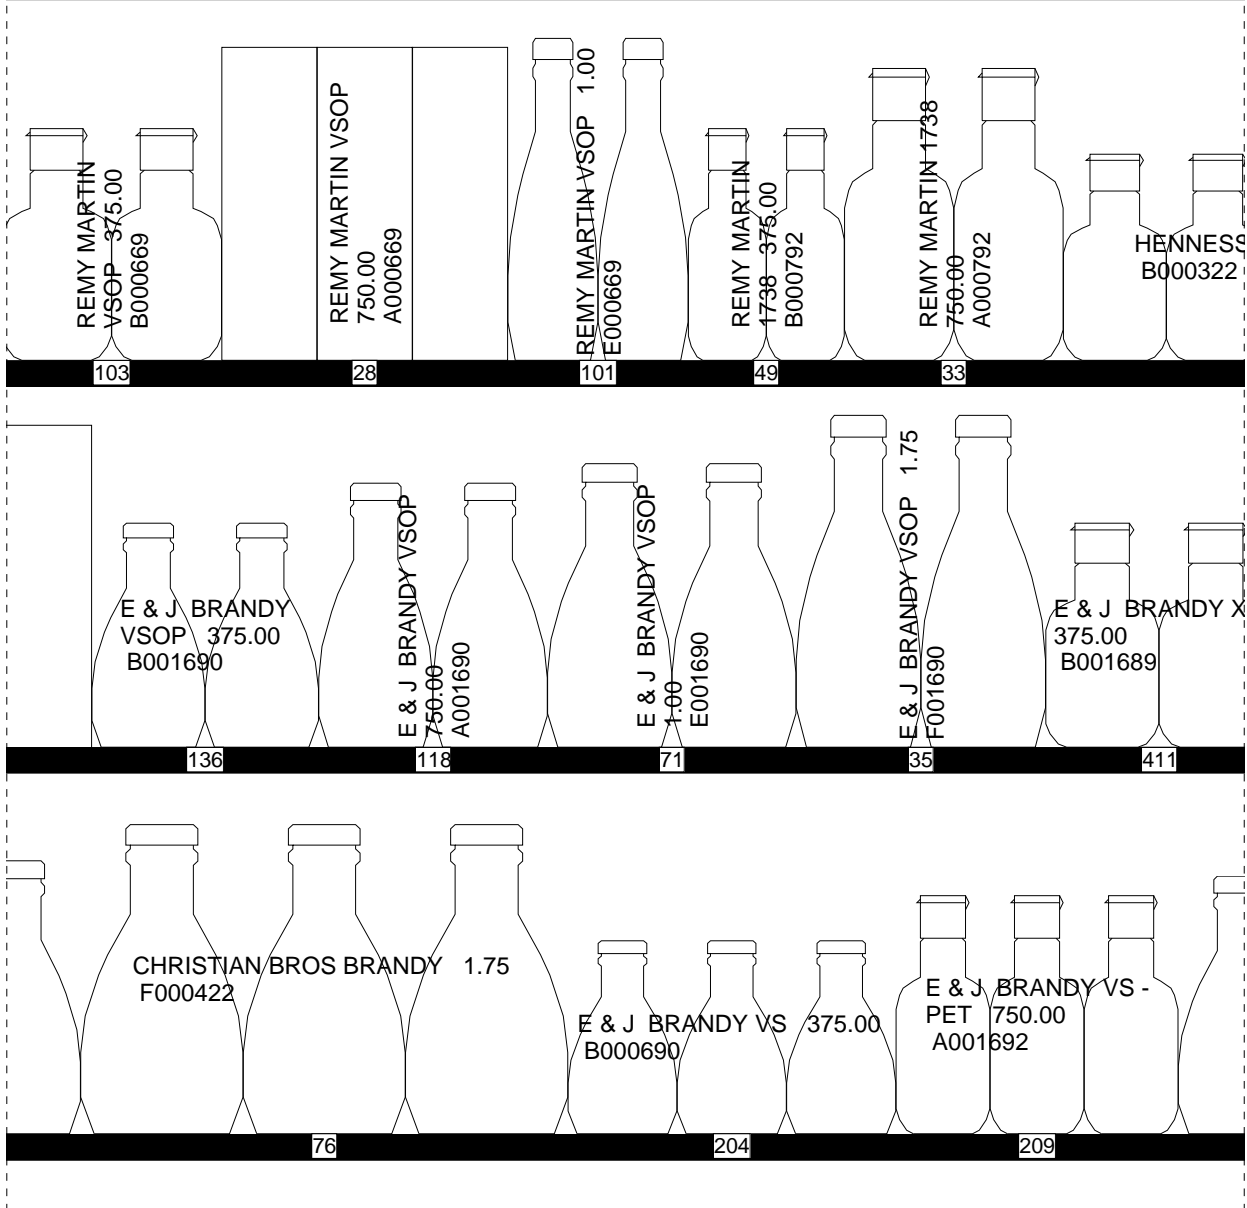 REMY MARTIN
VSOP 375.00
B000669
REMY MARTIN VSOP
750.00
A000669
REMY MARTIN VSOP 1.00
E000669
REMY MARTIN
1738 375.00
B000792
REMY MARTIN 1738
750.00
A000792
HENNESS
B000322
103
28
101
49
33
E & J BRANDY
VSOP 375.00
B001690
E & J BRANDY VSOP
750.00
A001690
E & J BRANDY VSOP
1.00
E001690
E & J BRANDY VSOP 1.75
F001690
E & J BRANDY X
375.00
B001689
136
118
71
35
411
CHRISTIAN BROS BRANDY 1.75
F000422
E & J BRANDY VS 375.00
B000690
E & J BRANDY VS -
PET 750.00
A001692
76
204
209